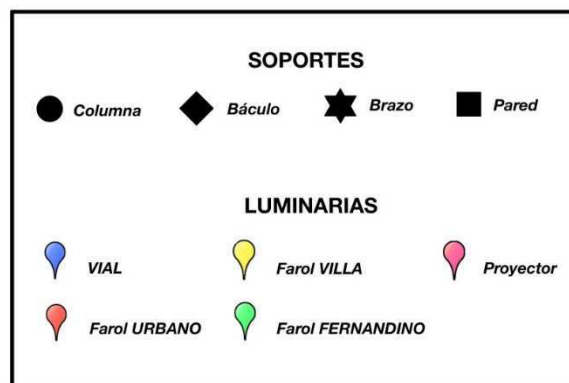 SOPORTES
Columna Báculo Brazo Pared
LUMINARIAS
VIAL Farol VILLA Proyector
Farol URBANO Farol FERNANDINO